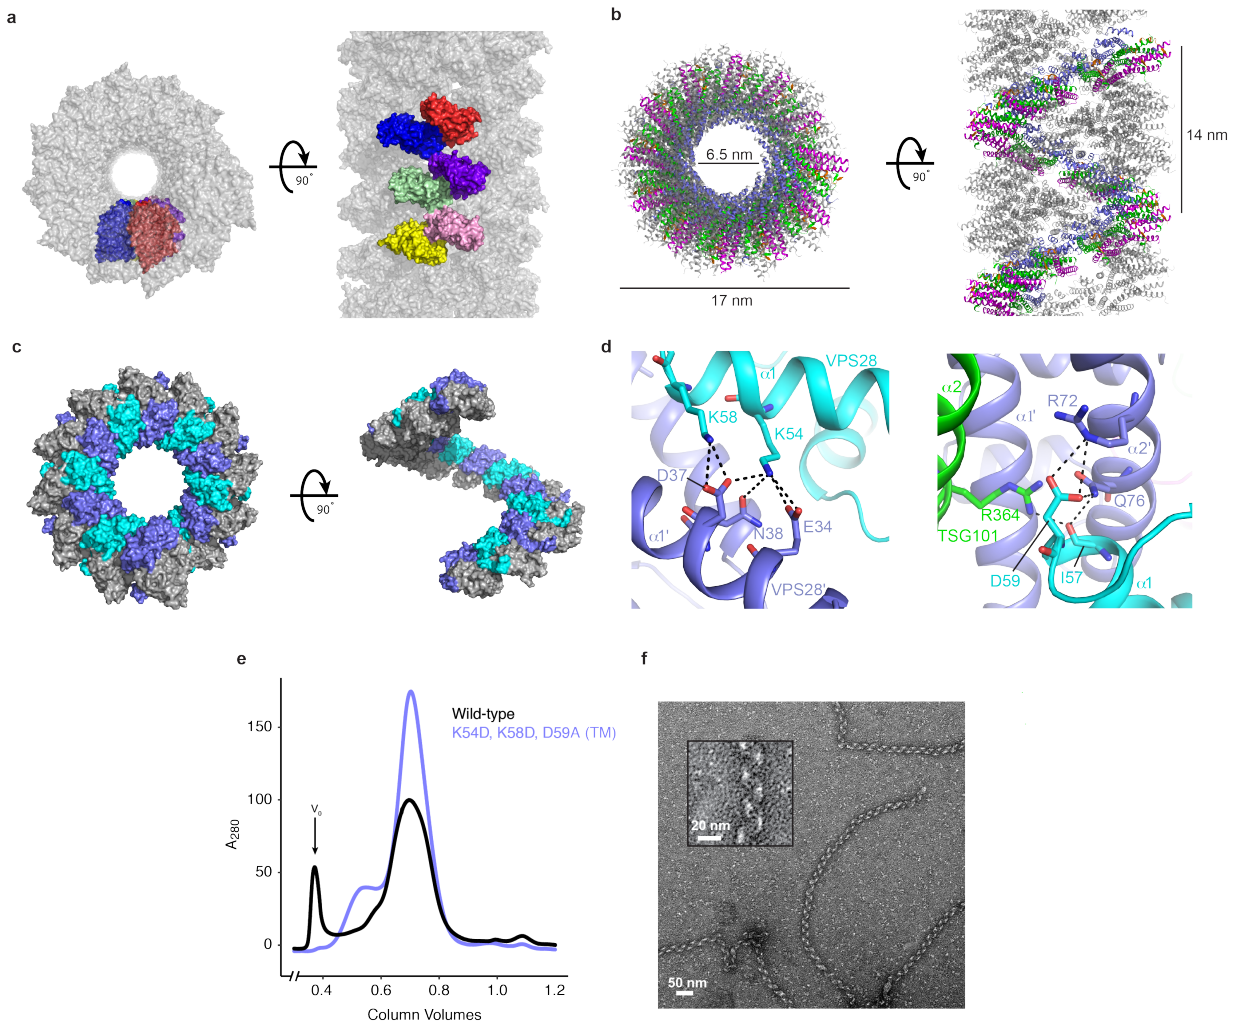 a
90°
b
6.5 nm
17 nm
90°
14 nm
c
90°
d
VPS28
α1
K58
K54
D37
N38
E34
α1'
VPS28'
α2
α1'
R72
α2'
Q76
R364
TSG101
D59
I57
α1
e
Wild-type
K54D, K58D, D59A (TM)
V0
A280
150
100
50
0
0.4
0.6
0.8
1.0
1.2
Column Volumes
f
20 nm
50 nm